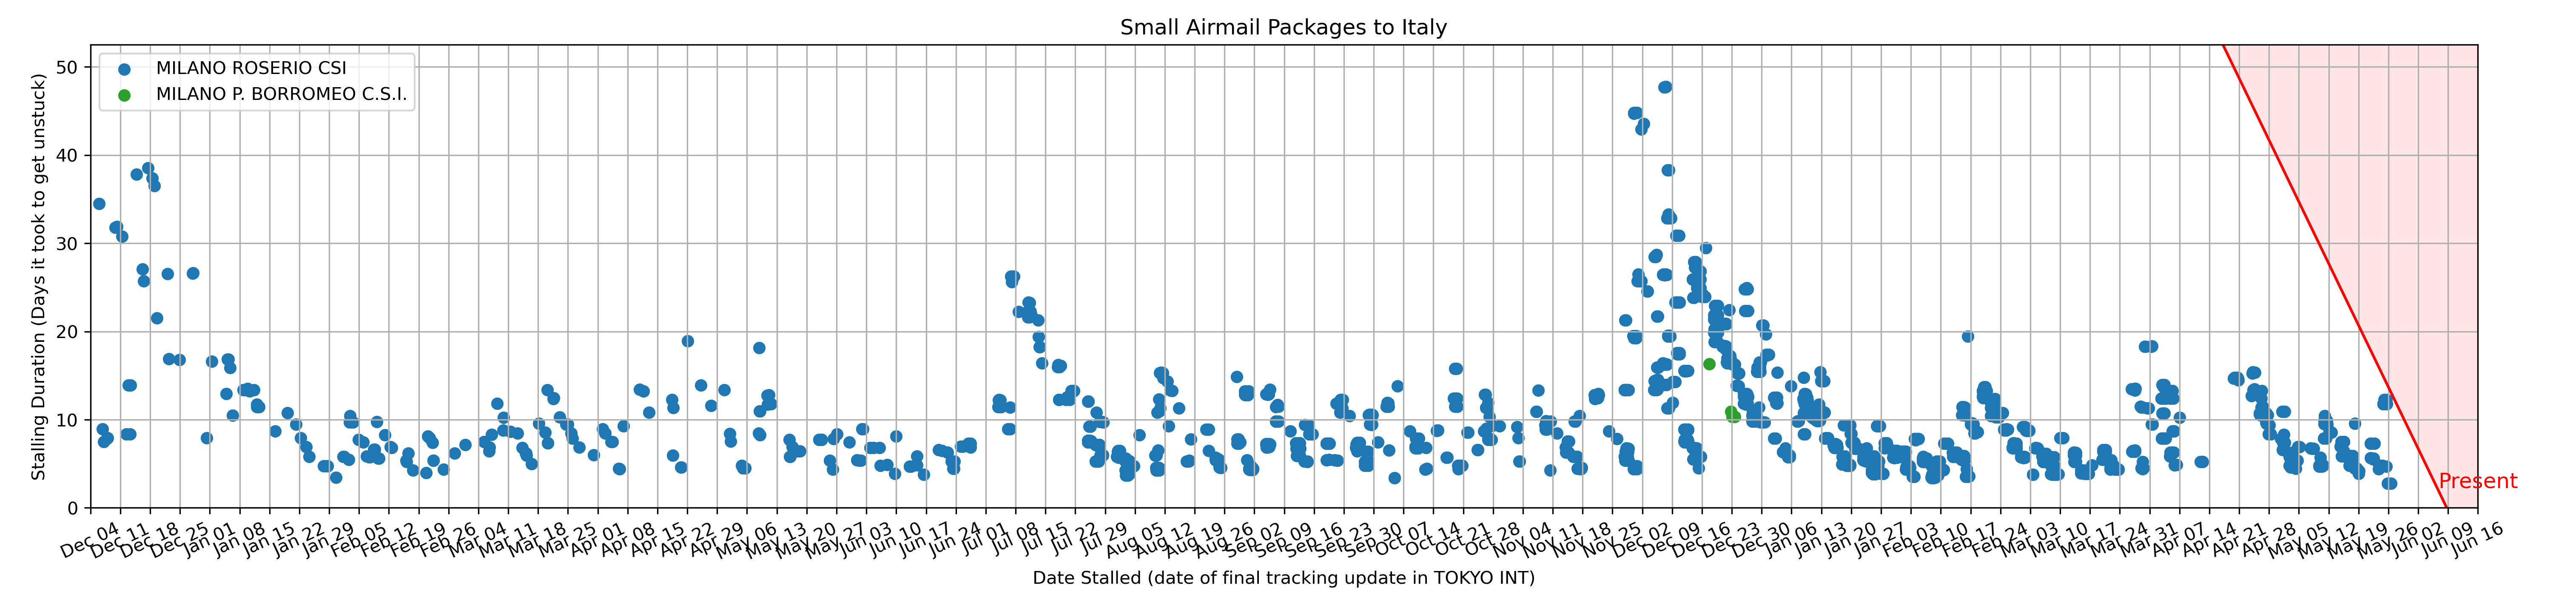 Small Airmail Packages to Italy
MILANO ROSERIO CSI
MILANO P. BORROMEO C.S.I.
Stalling Duration (Days it took to get unstuck)
50
40
30
20
10
0
Present
Dec 04
Dec 11
Dec 18
Dec 25
Jan 01
Jan 08
Jan 15
Jan 22
Jan 29
Feb 05
Feb 12
Feb 19
Feb 26
Mar 04
Mar 11
Mar 18
Mar 25
Apr 01
Apr 08
Apr 15
Apr 22
Apr 29
May 06
May 13
May 20
May 27
Jun 03
Jun 10
Jun 17
Jun 24
Jul 01
Jul 08
Jul 15
Jul 22
Jul 29
Aug 05
Aug 12
Aug 19
Aug 26
Sep 02
Sep 09
Sep 16
Sep 23
Sep 30
Oct 07
Oct 14
Oct 21
Oct 28
Nov 04
Nov 11
Nov 18
Nov 25
Dec 02
Dec 09
Dec 16
Dec 23
Dec 30
Jan 06
Jan 13
Jan 20
Jan 27
Feb 03
Feb 10
Feb 17
Feb 24
Mar 03
Mar 10
Mar 17
Mar 24
Mar 31
Apr 07
Apr 14
Apr 21
Apr 28
May 05
May 12
May 19
May 26
Jun 02
Jun 09
Jun 16
Date Stalled (date of final tracking update in TOKYO INT)